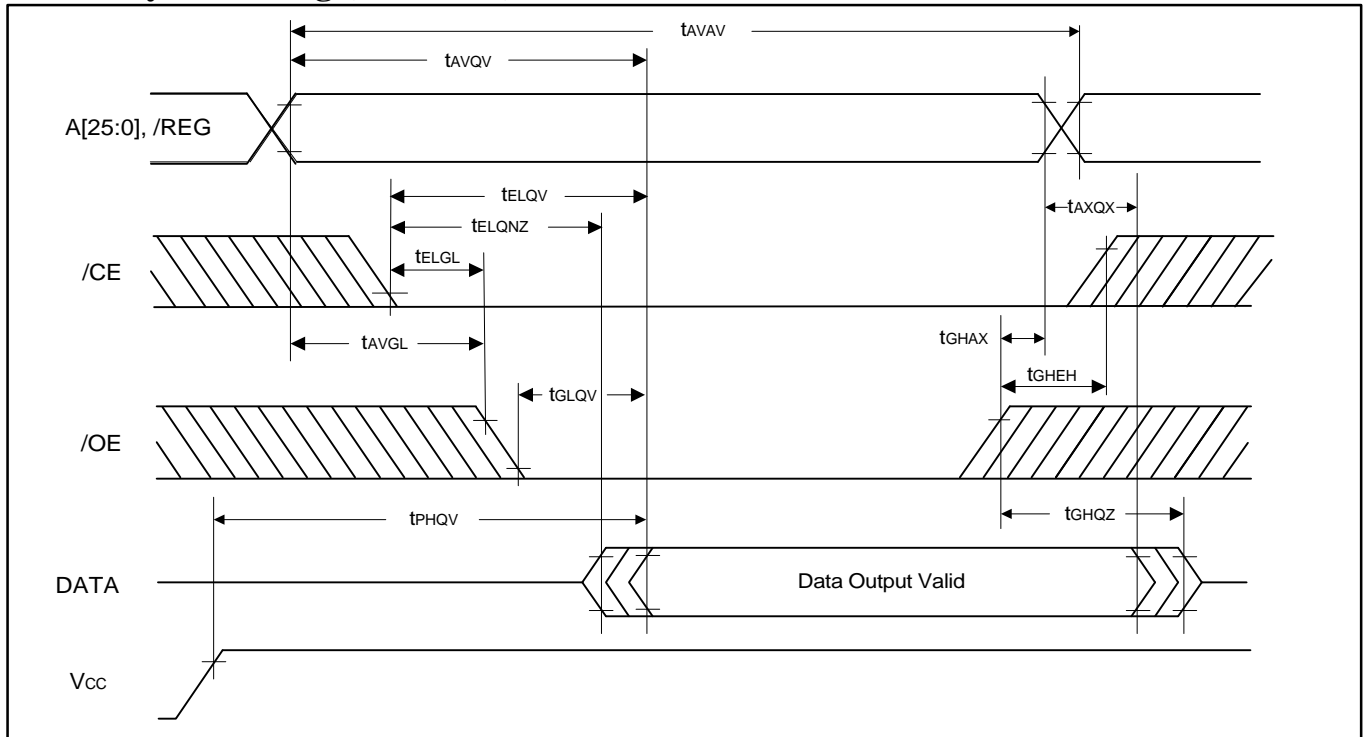 tAVAV
tAVQV
A[25:0], /REG
tELQV
tAXQX
tELQNZ
tELGL
/CE
tAVGL
tGHAX
tGHEH
tGLQV
/OE
tPHQV
tGHQZ
DATA
Data Output Valid
Vcc